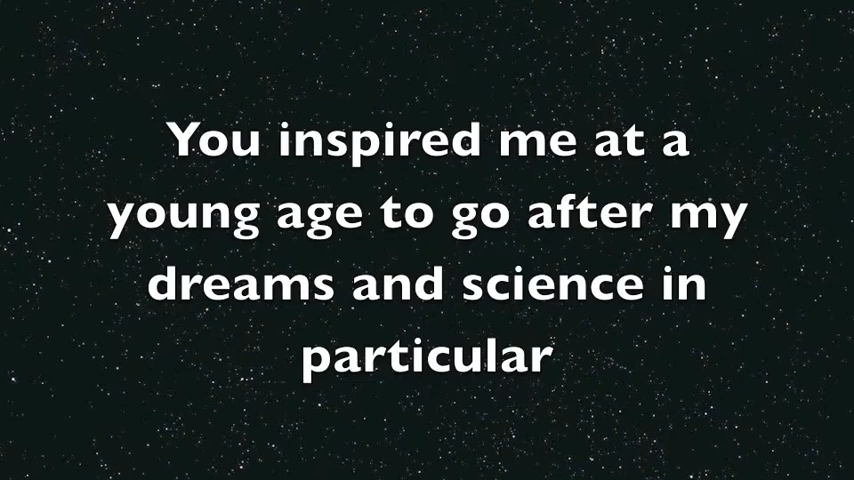 You inspired me at a
young age to go after my
dreams and science in
particular